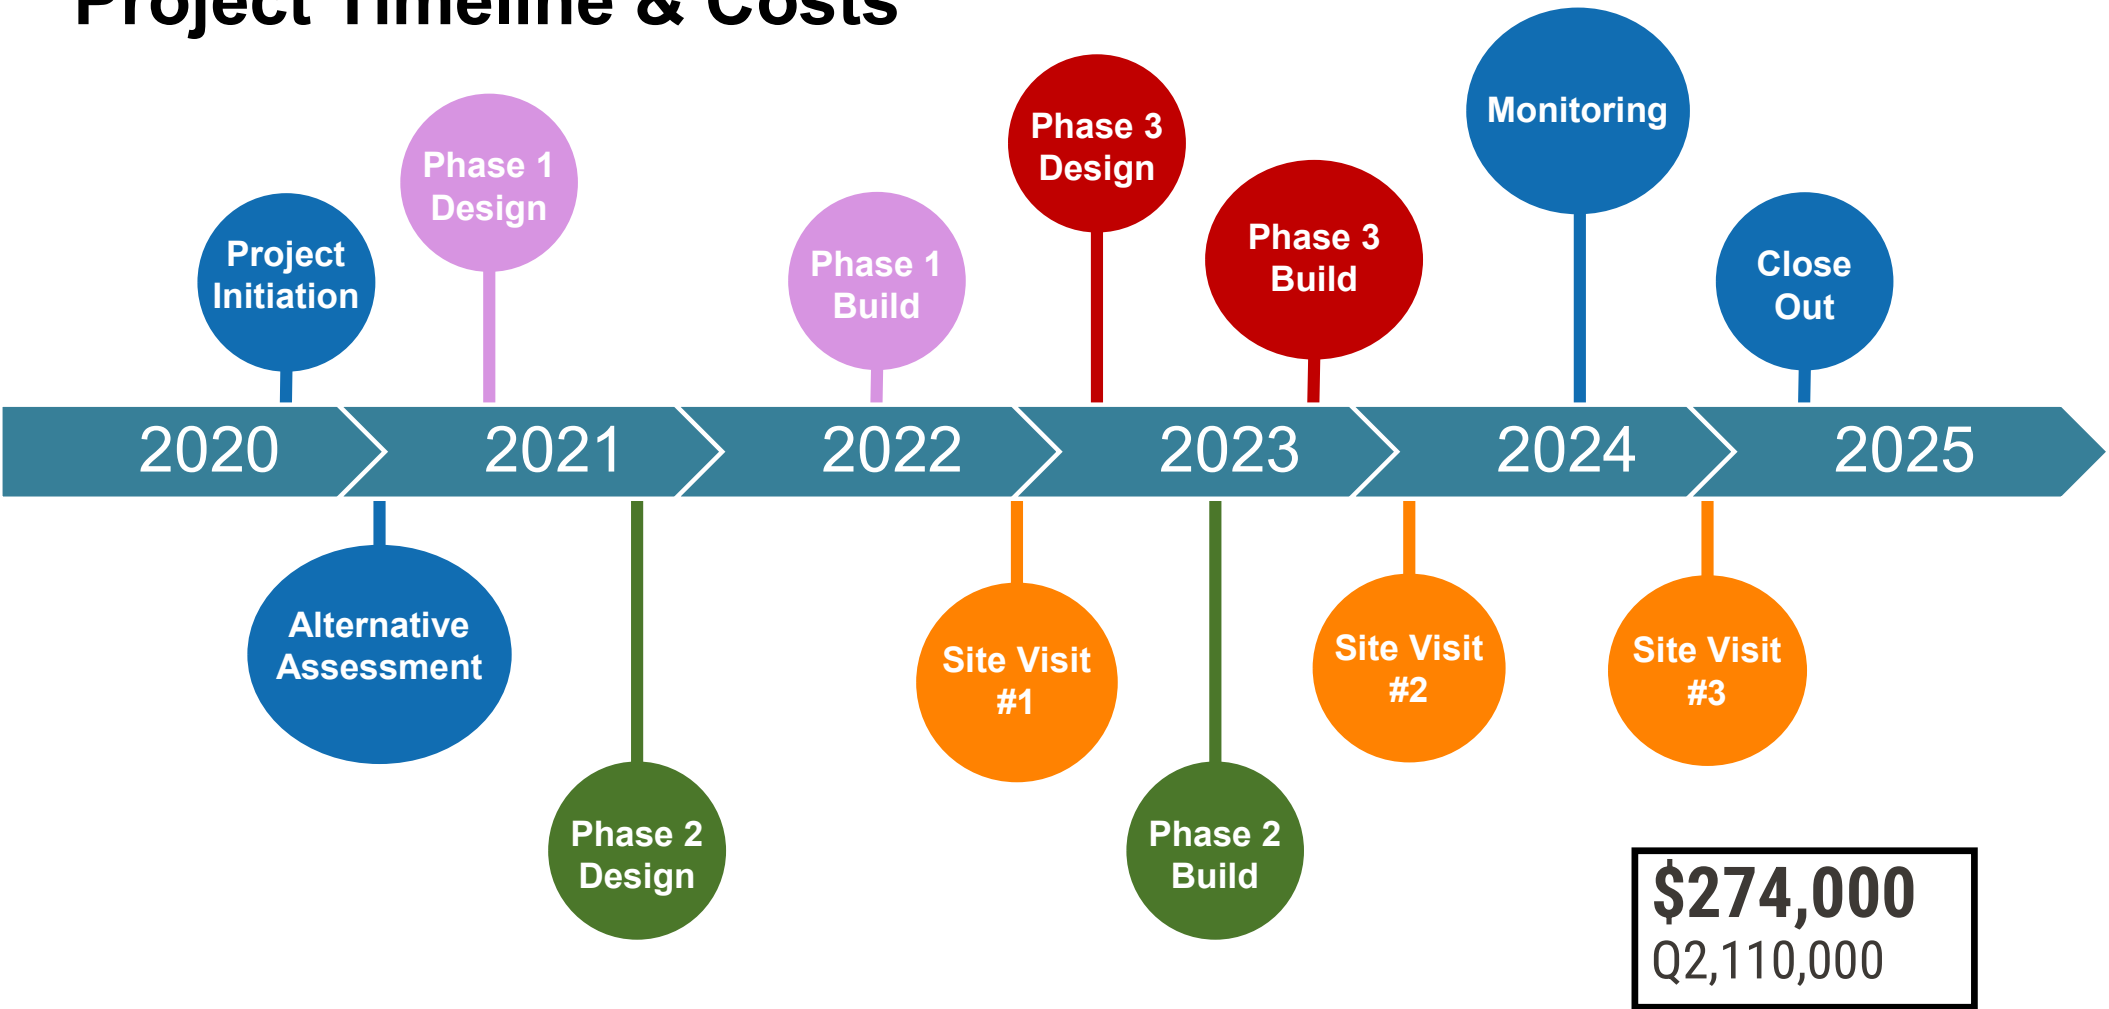 Project Timeline & Costs
Phase 1
Design
Project
Initiation
Phase 1
Build
Phase 3
Design
Phase 3
Build
Monitoring
Close
Out
2020
2021
2022
2023
2024
2025
Alternative
Assessment
Phase 2
Design
Site Visit
#1
Phase 2
Build
Site Visit
#2
Site Visit
#3
$274,000
Q2,110,000